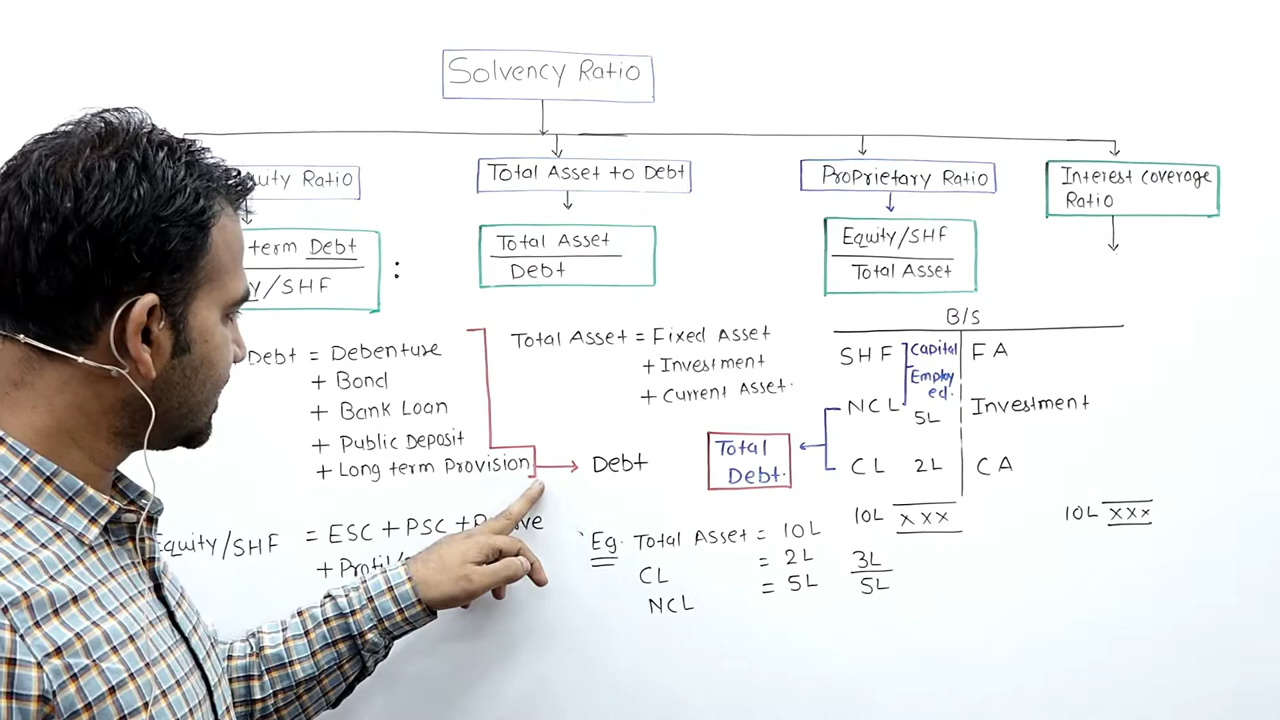 Solvency Ratio
Ratio
Total Asset to Debt
Proprietary Ratio
Interest coverage
Ratio
term Debt
/SHF
:
Total Asset
Debt
Equity/SHF
Total Asset
Debt = Debenture
+ Bond
+ Bank Loan
+ Public Deposit
+ Long term Provision
Debt
Total Asset = Fixed Asset
+ Investment
+ Current Asset.
Total
Debt.
B/S
SHF
Capital
Employ
ed.
FA
NCL
5L
Investment
CL 2L
CA
10L XXX
10L XXX
Equity/SHF = ESC + PSC +
+
Eg. Total Asset = 10L
CL = 2L
NCL = 5L
3L
5L